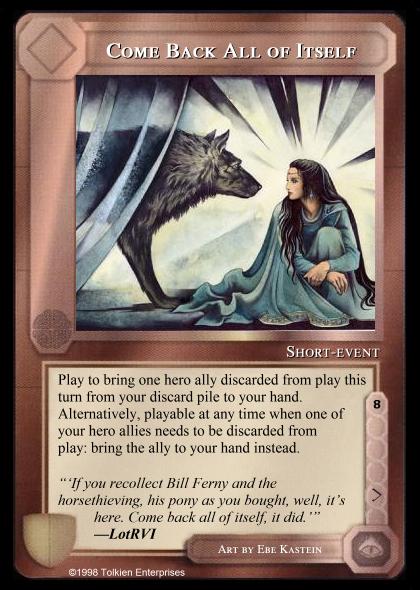 Come Back All of Itself
Short-event
Play to bring one hero ally discarded from play this
turn from your discard pile to your hand.
Alternatively, playable at any time when one of
your hero allies needs to be discarded from
play: bring the ally to your hand instead.
8
“‘If you recollect Bill Ferny and the
horsethieving, his pony as you bought, well, it’s
here. Come back all of itself, it did.’”
—LotRVI
Art by Ebe Kastein
©1998 Tolkien Enterprises